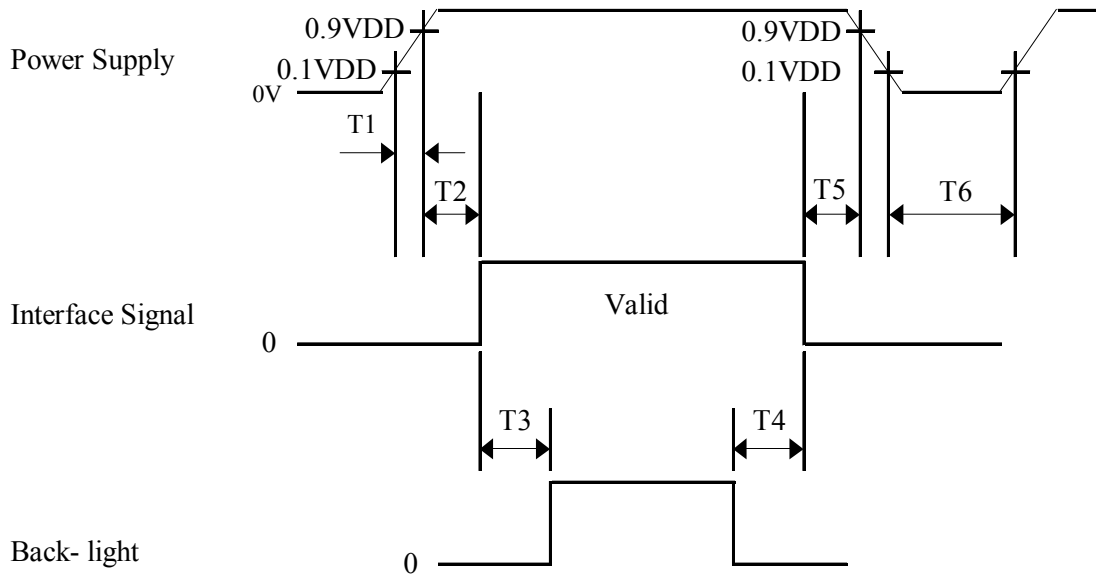 0.9VDD
0.9VDD
Power Supply
0.1VDD
0.1VDD
0V
T1
T2
T5
T6
Interface Signal
Valid
0
T3
T4
Back- light
0